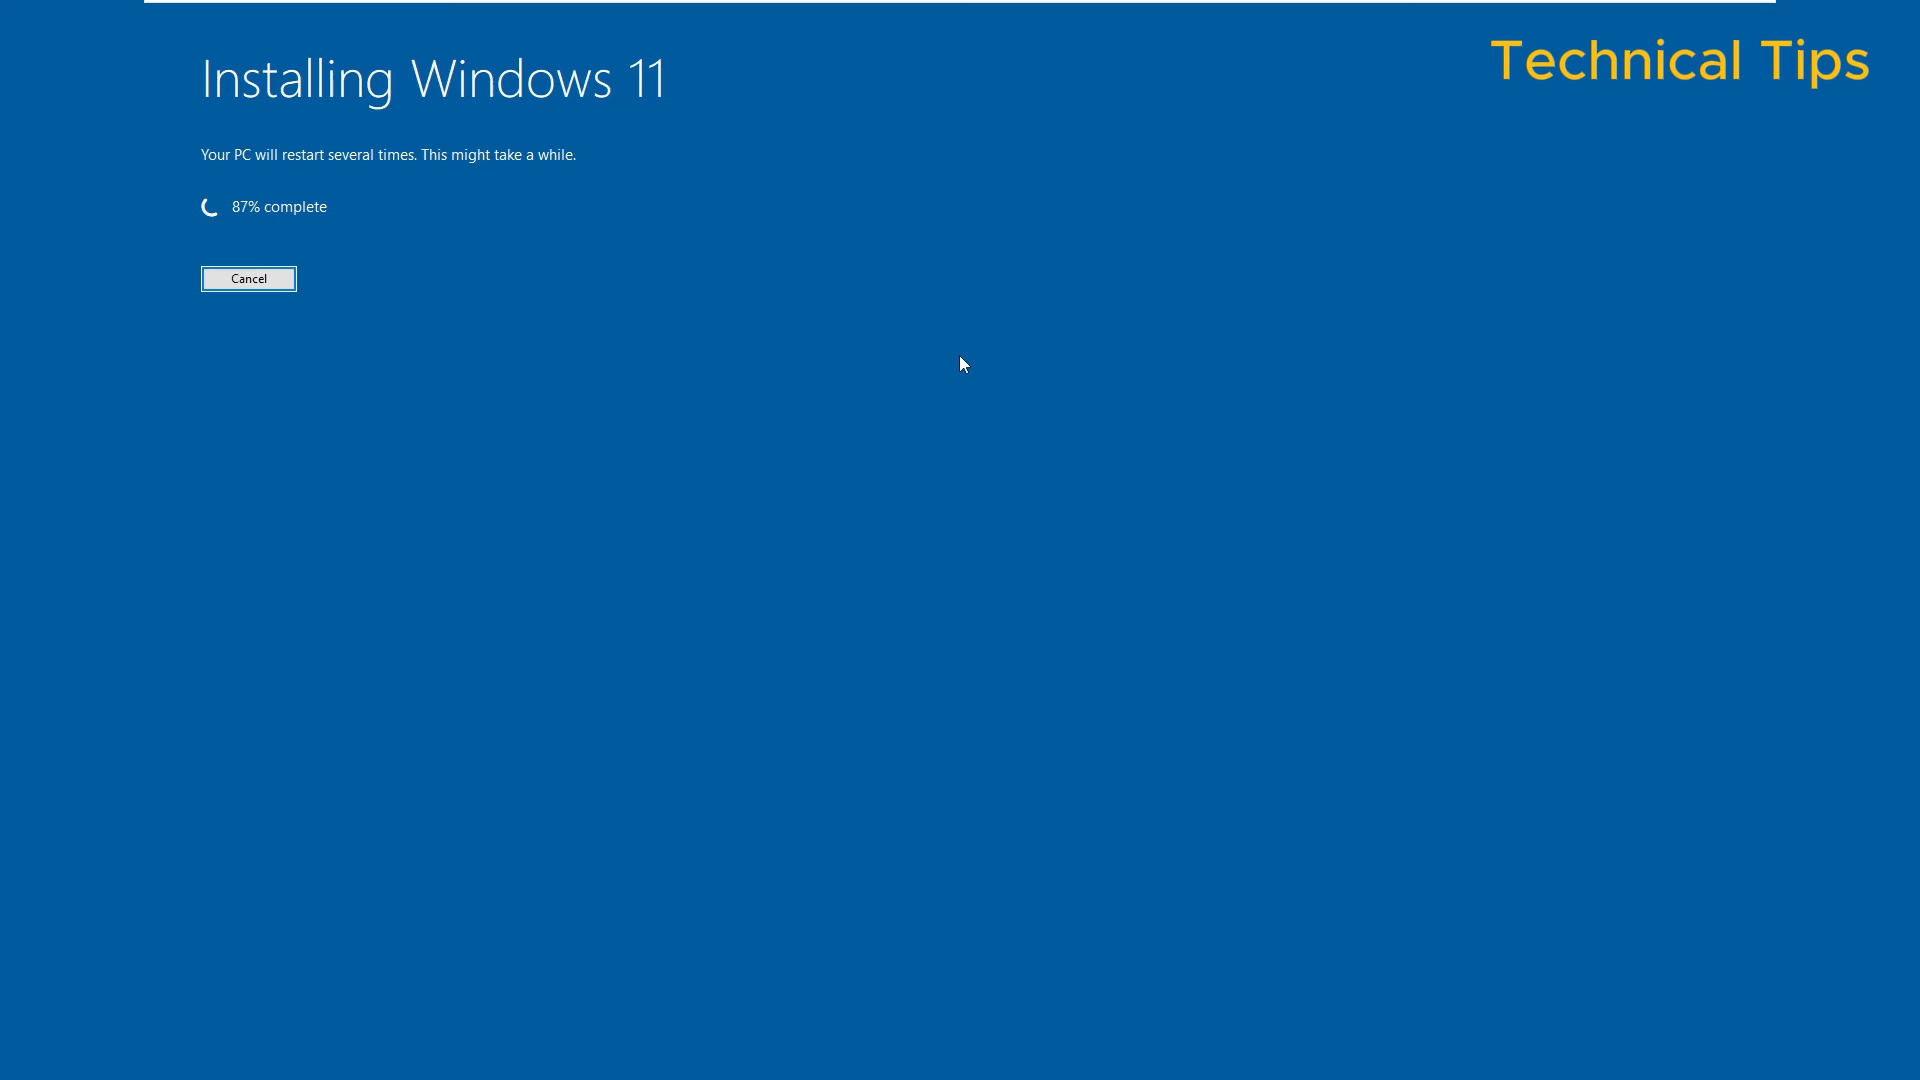 Technical Tips
Installing Windows 11
Your PC will restart several times. This might take a while.
87% complete
Cancel